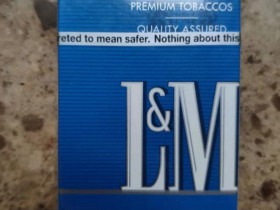 PREMIUM TOBACCOS
QUALITY ASSURED
reted to mean safer. Nothing about this
L&M